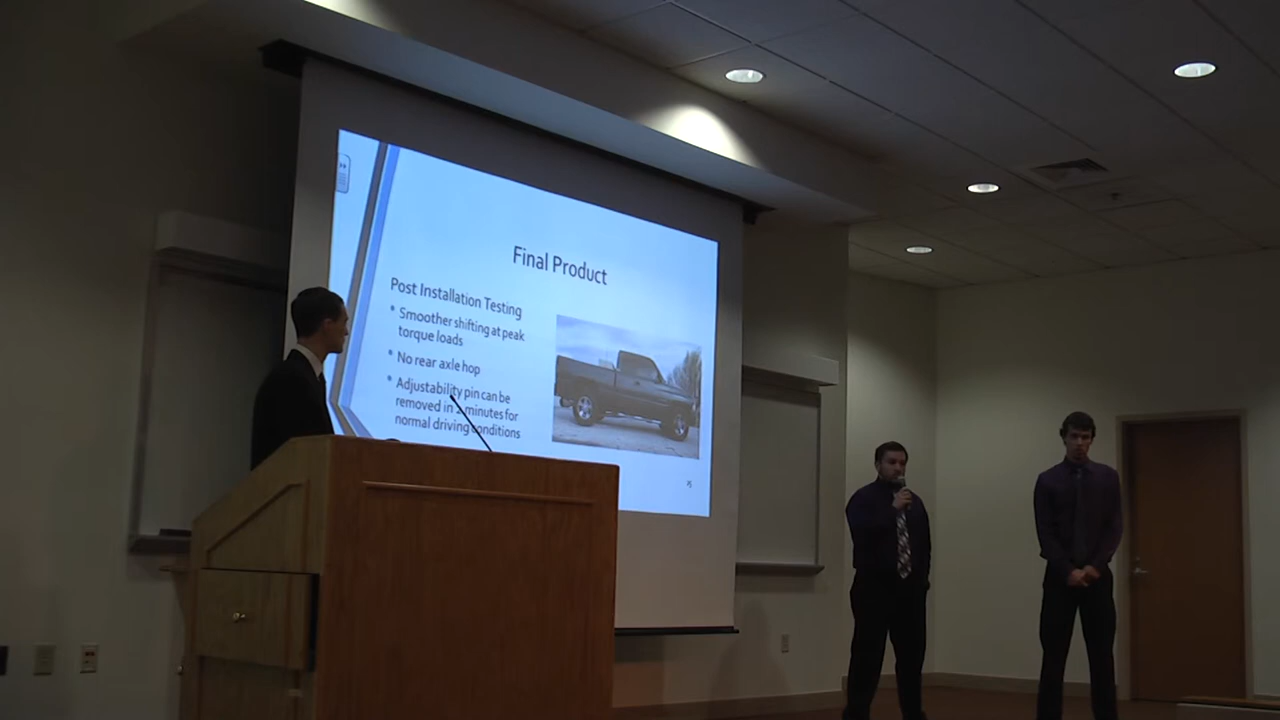 Final Product
Post Installation Testing
• Smoother shifting at peak
torque loads
• No rear axle hop
• Adjustability pin can be
removed in 2 minutes for
normal driving conditions